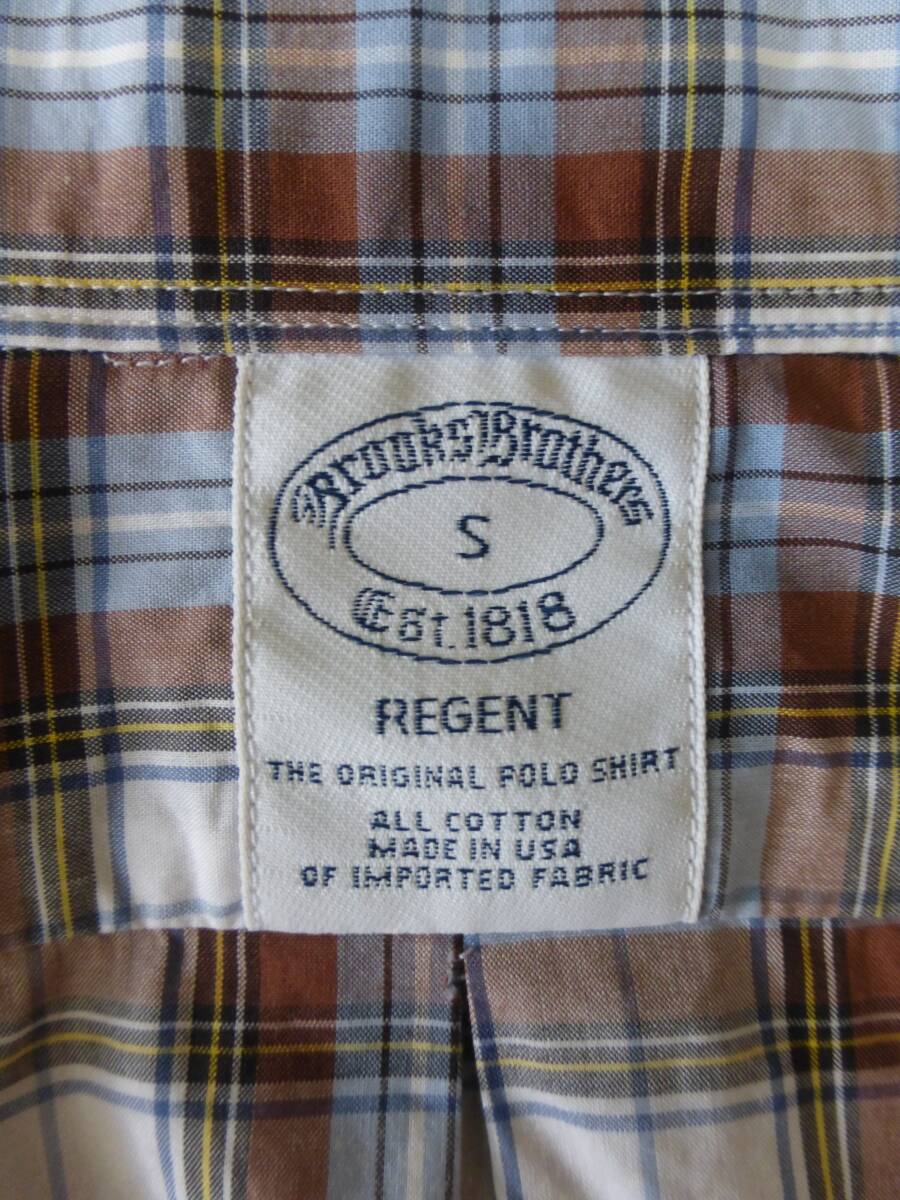 Brooks Brothers
S
Est. 1818
REGENT
THE ORIGINAL POLO SHIRT
ALL COTTON
MADE IN USA
OF IMPORTED FABRIC